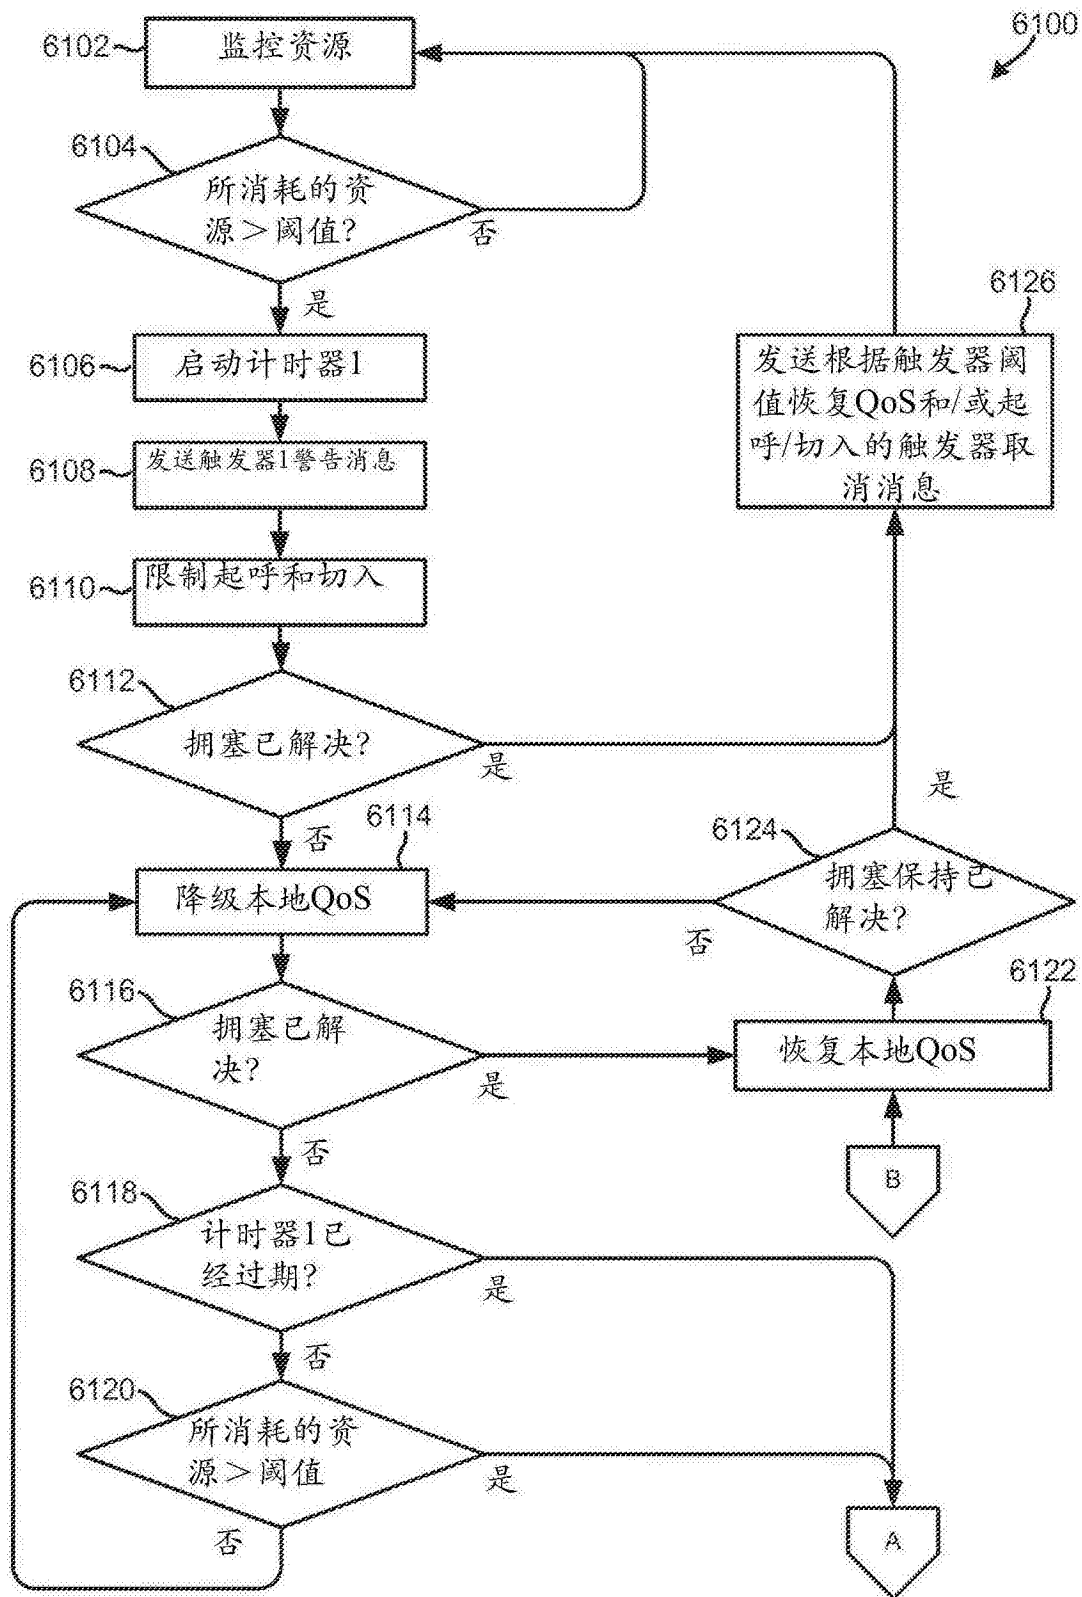 6100
6102
监控资源
6104
所消耗的资
源＞阈值?
否
是
6106
启动计时器1
6108
发送触发器1警告消息
6110
限制起呼和切入
6112
拥塞已解决?
是
否
6114
降级本地QoS
6116
拥塞已解
决?
是
否
6118
计时器1已
经过期?
是
否
6120
所消耗的资
源＞阈值
是
否
6126
发送根据触发器阈
值恢复QoS和/或起
呼/切入的触发器取
消消息
是
6124
拥塞保持已
解决?
否
6122
恢复本地QoS
B
A